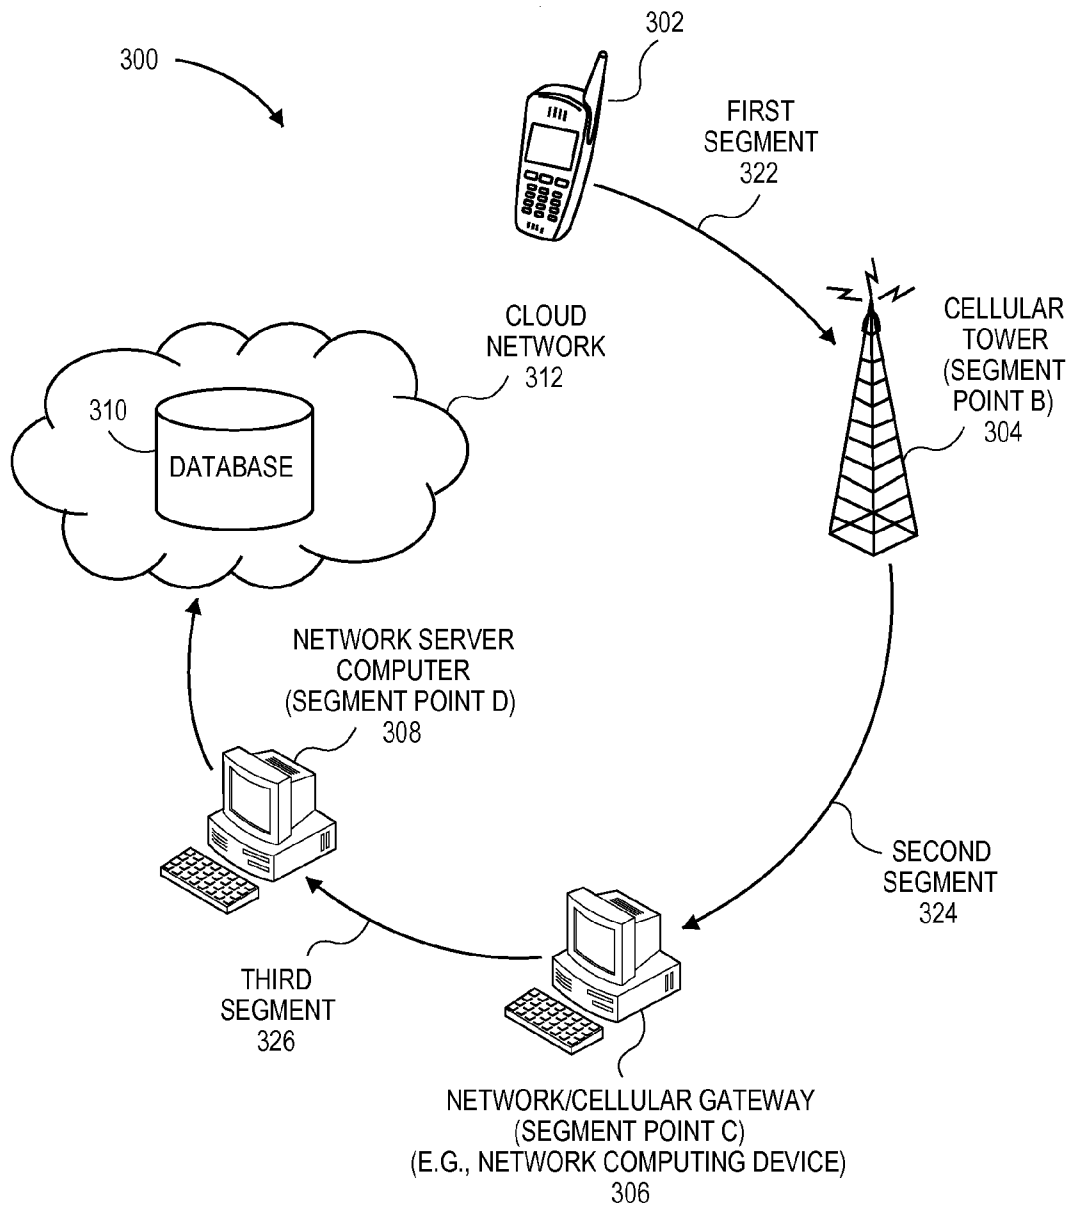 302
300
FIRST
SEGMENT
322
CLOUD
NETWORK
312
CELLULAR
TOWER
(SEGMENT
POINT B)
304
310
DATABASE
NETWORK SERVER
COMPUTER
(SEGMENT POINT D)
308
SECOND
SEGMENT
324
THIRD
SEGMENT
326
NETWORK/CELLULAR GATEWAY
(SEGMENT POINT C)
(E.G., NETWORK COMPUTING DEVICE)
306